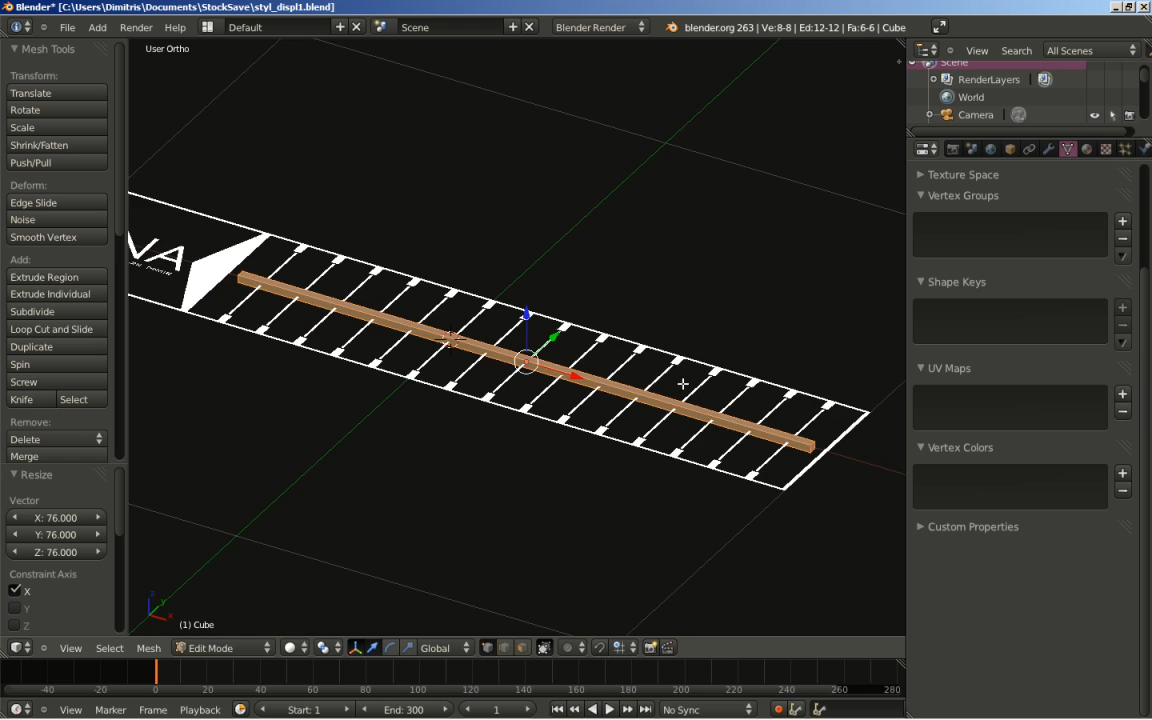 Blender* [C:\Users\Dimitris\Documents\StockSave\styl_displ1.blend]
File Add Render Help Default Scene Blender Render blender.org 263 | Ve:8-8 | Ed:12-12 | Fa:6-6 | Cube
Mesh Tools
Transform:
Translate
Rotate
Scale
Shrink/Fatten
Push/Pull
Deform:
Edge Slide
Noise
Smooth Vertex
Add:
Extrude Region
Extrude Individual
Subdivide
Loop Cut and Slide
Duplicate
Spin
Screw
Knife Select
Remove:
Delete
Merge
Resize
Vector
X: 76.000
Y: 76.000
Z: 76.000
Constraint Axis
X
Y
Z
User Ortho
VA
z
y
x
(1) Cube
View Select Mesh Edit Mode Global
-40 -20 0 20 40 60 80 100 120 140 160 180 200 220 240 260 280
View Marker Frame Playback Start: 1 End: 300 1 No Sync
View Search All Scenes
Scene
RenderLayers |
World
Camera |
Texture Space
Vertex Groups
Shape Keys
UV Maps
Vertex Colors
Custom Properties